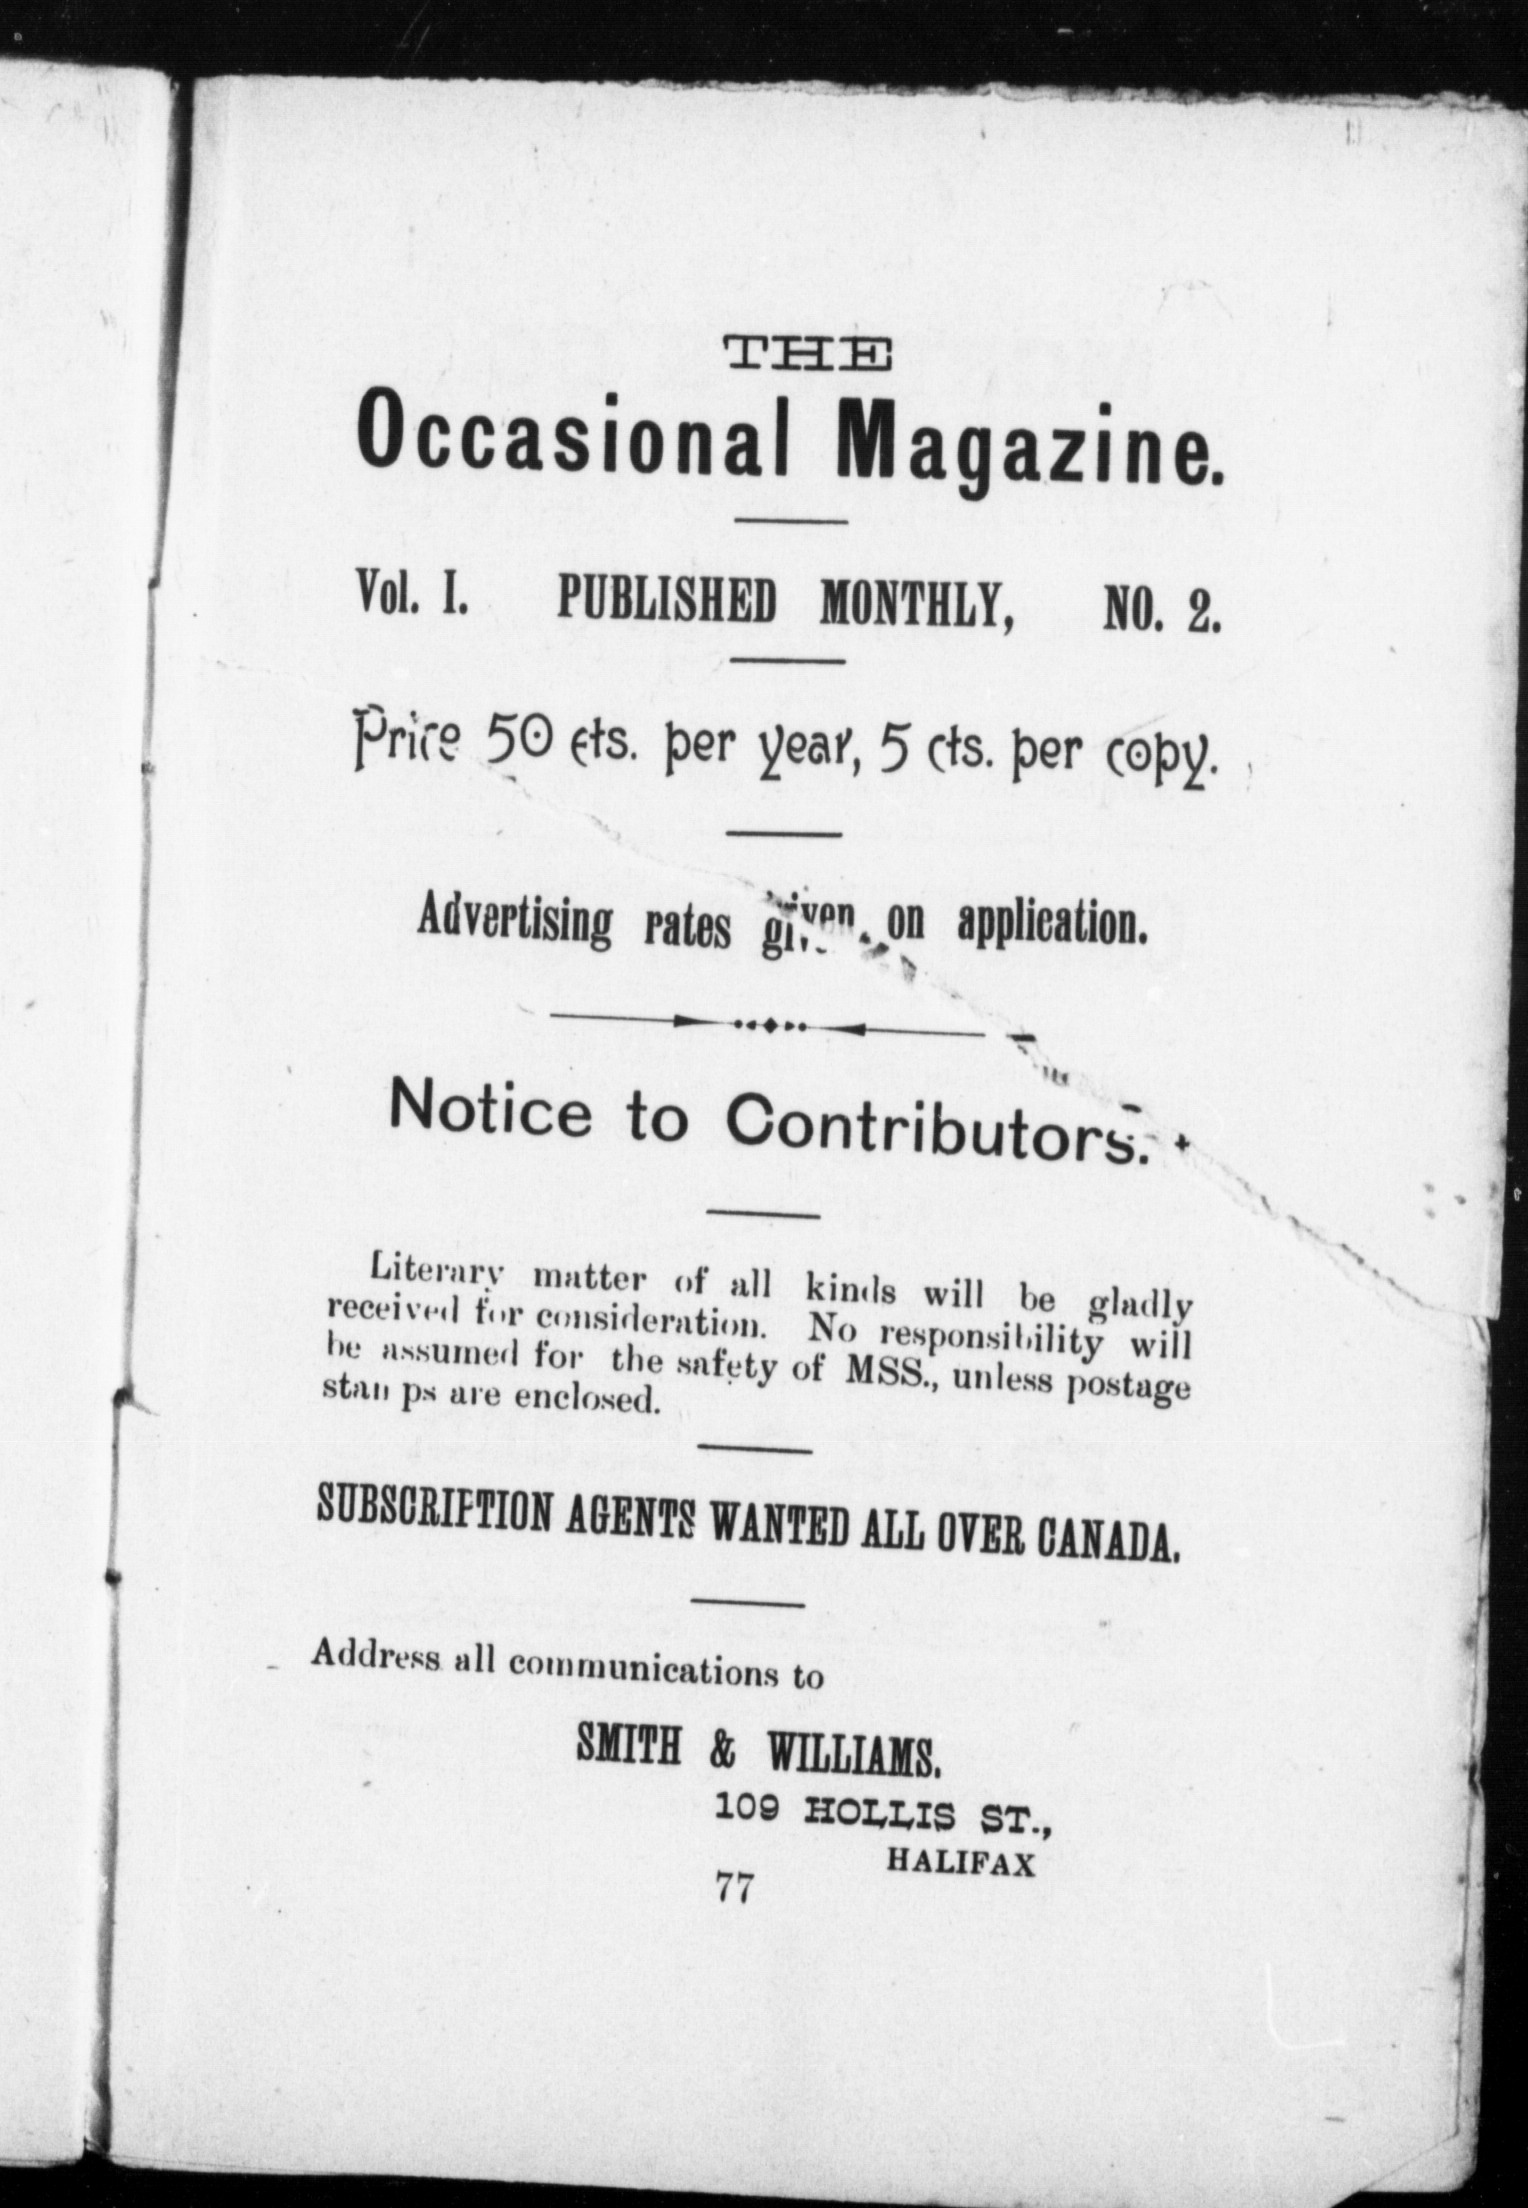 THE
Occasional Magazine.
Vol. I. PUBLISHED MONTHLY, NO. 2.
Price 50 cts. per year, 5 cts. per copy.
Advertising rates given on application.
Notice to Contributors.
Literary matter of all kinds will be gladly
received for consideration. No responsibility will
be assumed for the safety of MSS., unless postage
stamps are enclosed.
SUBSCRIPTION AGENTS WANTED ALL OVER CANADA.
Address all communications to
SMITH & WILLIAMS.
109 HOLLIS ST.,
HALIFAX
77